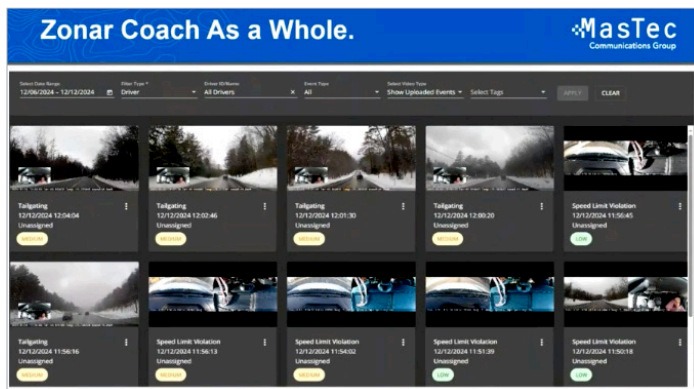 Zonar Coach As a Whole.
MasTec
Communications Group
Select Date Range
12/06/2024 – 12/12/2024
Filter Type *
Driver
Driver ID/Name
All Drivers
Event Type
All
Select Video Type
Show Uploaded Events
Select Tags
APPLY
CLEAR
Tailgating
12/12/2024 12:04:04
Unassigned
MEDIUM
Tailgating
12/12/2024 12:02:46
Unassigned
MEDIUM
Tailgating
12/12/2024 12:01:30
Unassigned
MEDIUM
Tailgating
12/12/2024 12:00:20
Unassigned
MEDIUM
Speed Limit Violation
12/12/2024 11:56:45
Unassigned
LOW
Tailgating
12/12/2024 11:56:16
Unassigned
MEDIUM
Speed Limit Violation
12/12/2024 11:56:13
Unassigned
MEDIUM
Speed Limit Violation
12/12/2024 11:54:02
Unassigned
MEDIUM
Speed Limit Violation
12/12/2024 11:51:39
Unassigned
LOW
Speed Limit Violation
12/12/2024 11:50:18
Unassigned
LOW